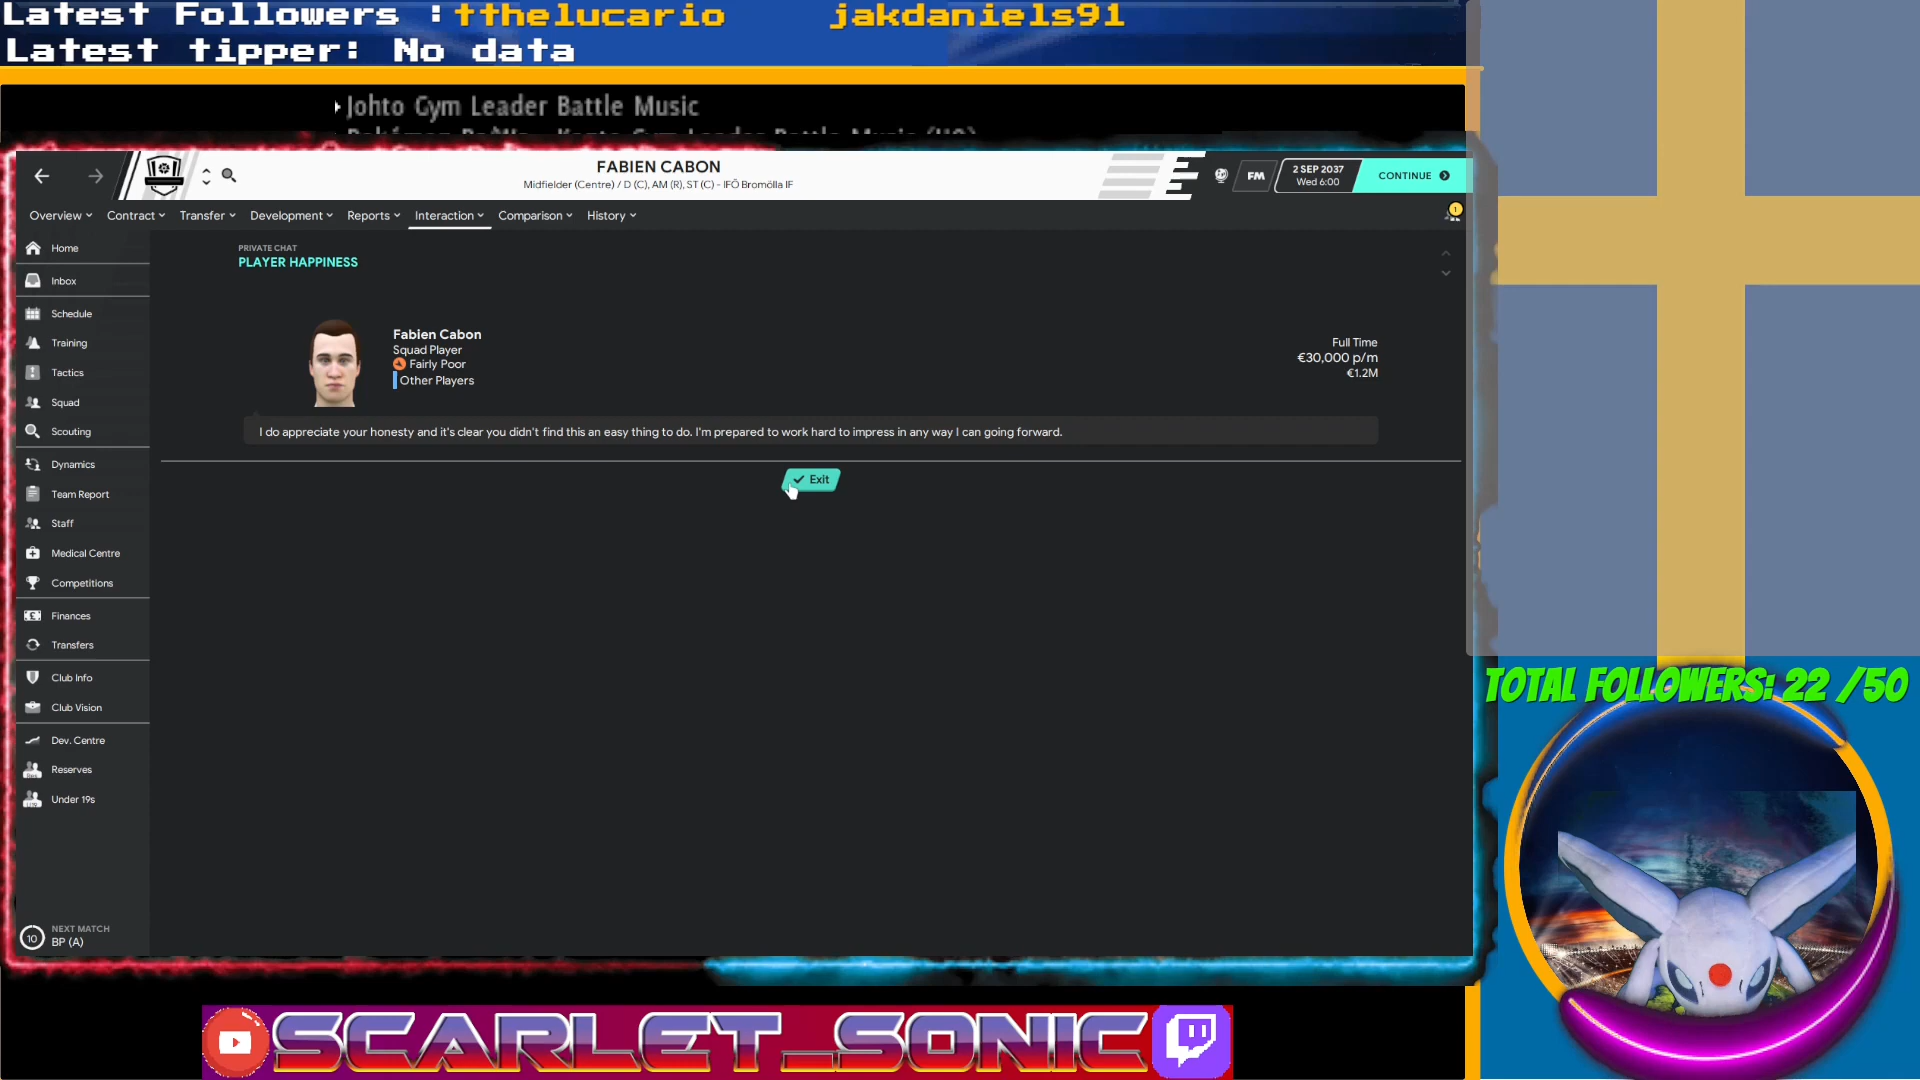 Latest Followers : tthelucario jakdaniels91
Latest tipper: No data
Johto Gym Leader Battle Music
FABIEN CABON
Midfielder (Centre) / D (C), AM (R), ST (C) - IFÖ Bromölla IF
FM
2 SEP 2037
Wed 6:00
CONTINUE
Overview Contract Transfer Development Reports Interaction Comparison History
1
Home
Inbox
Schedule
Training
Tactics
Squad
Scouting
Dynamics
Team Report
Staff
Medical Centre
Competitions
Finances
Transfers
Club Info
Club Vision
Dev. Centre
Reserves
Under 19s
10 NEXT MATCH
BP (A)
PRIVATE CHAT
PLAYER HAPPINESS
Fabien Cabon
Squad Player
Fairly Poor
Other Players
Full Time
€30,000 p/m
€1.2M
I do appreciate your honesty and it's clear you didn't find this an easy thing to do. I'm prepared to work hard to impress in any way I can going forward.
Exit
TOTAL FOLLOWERS: 22 /50
SCARLET_SONIC